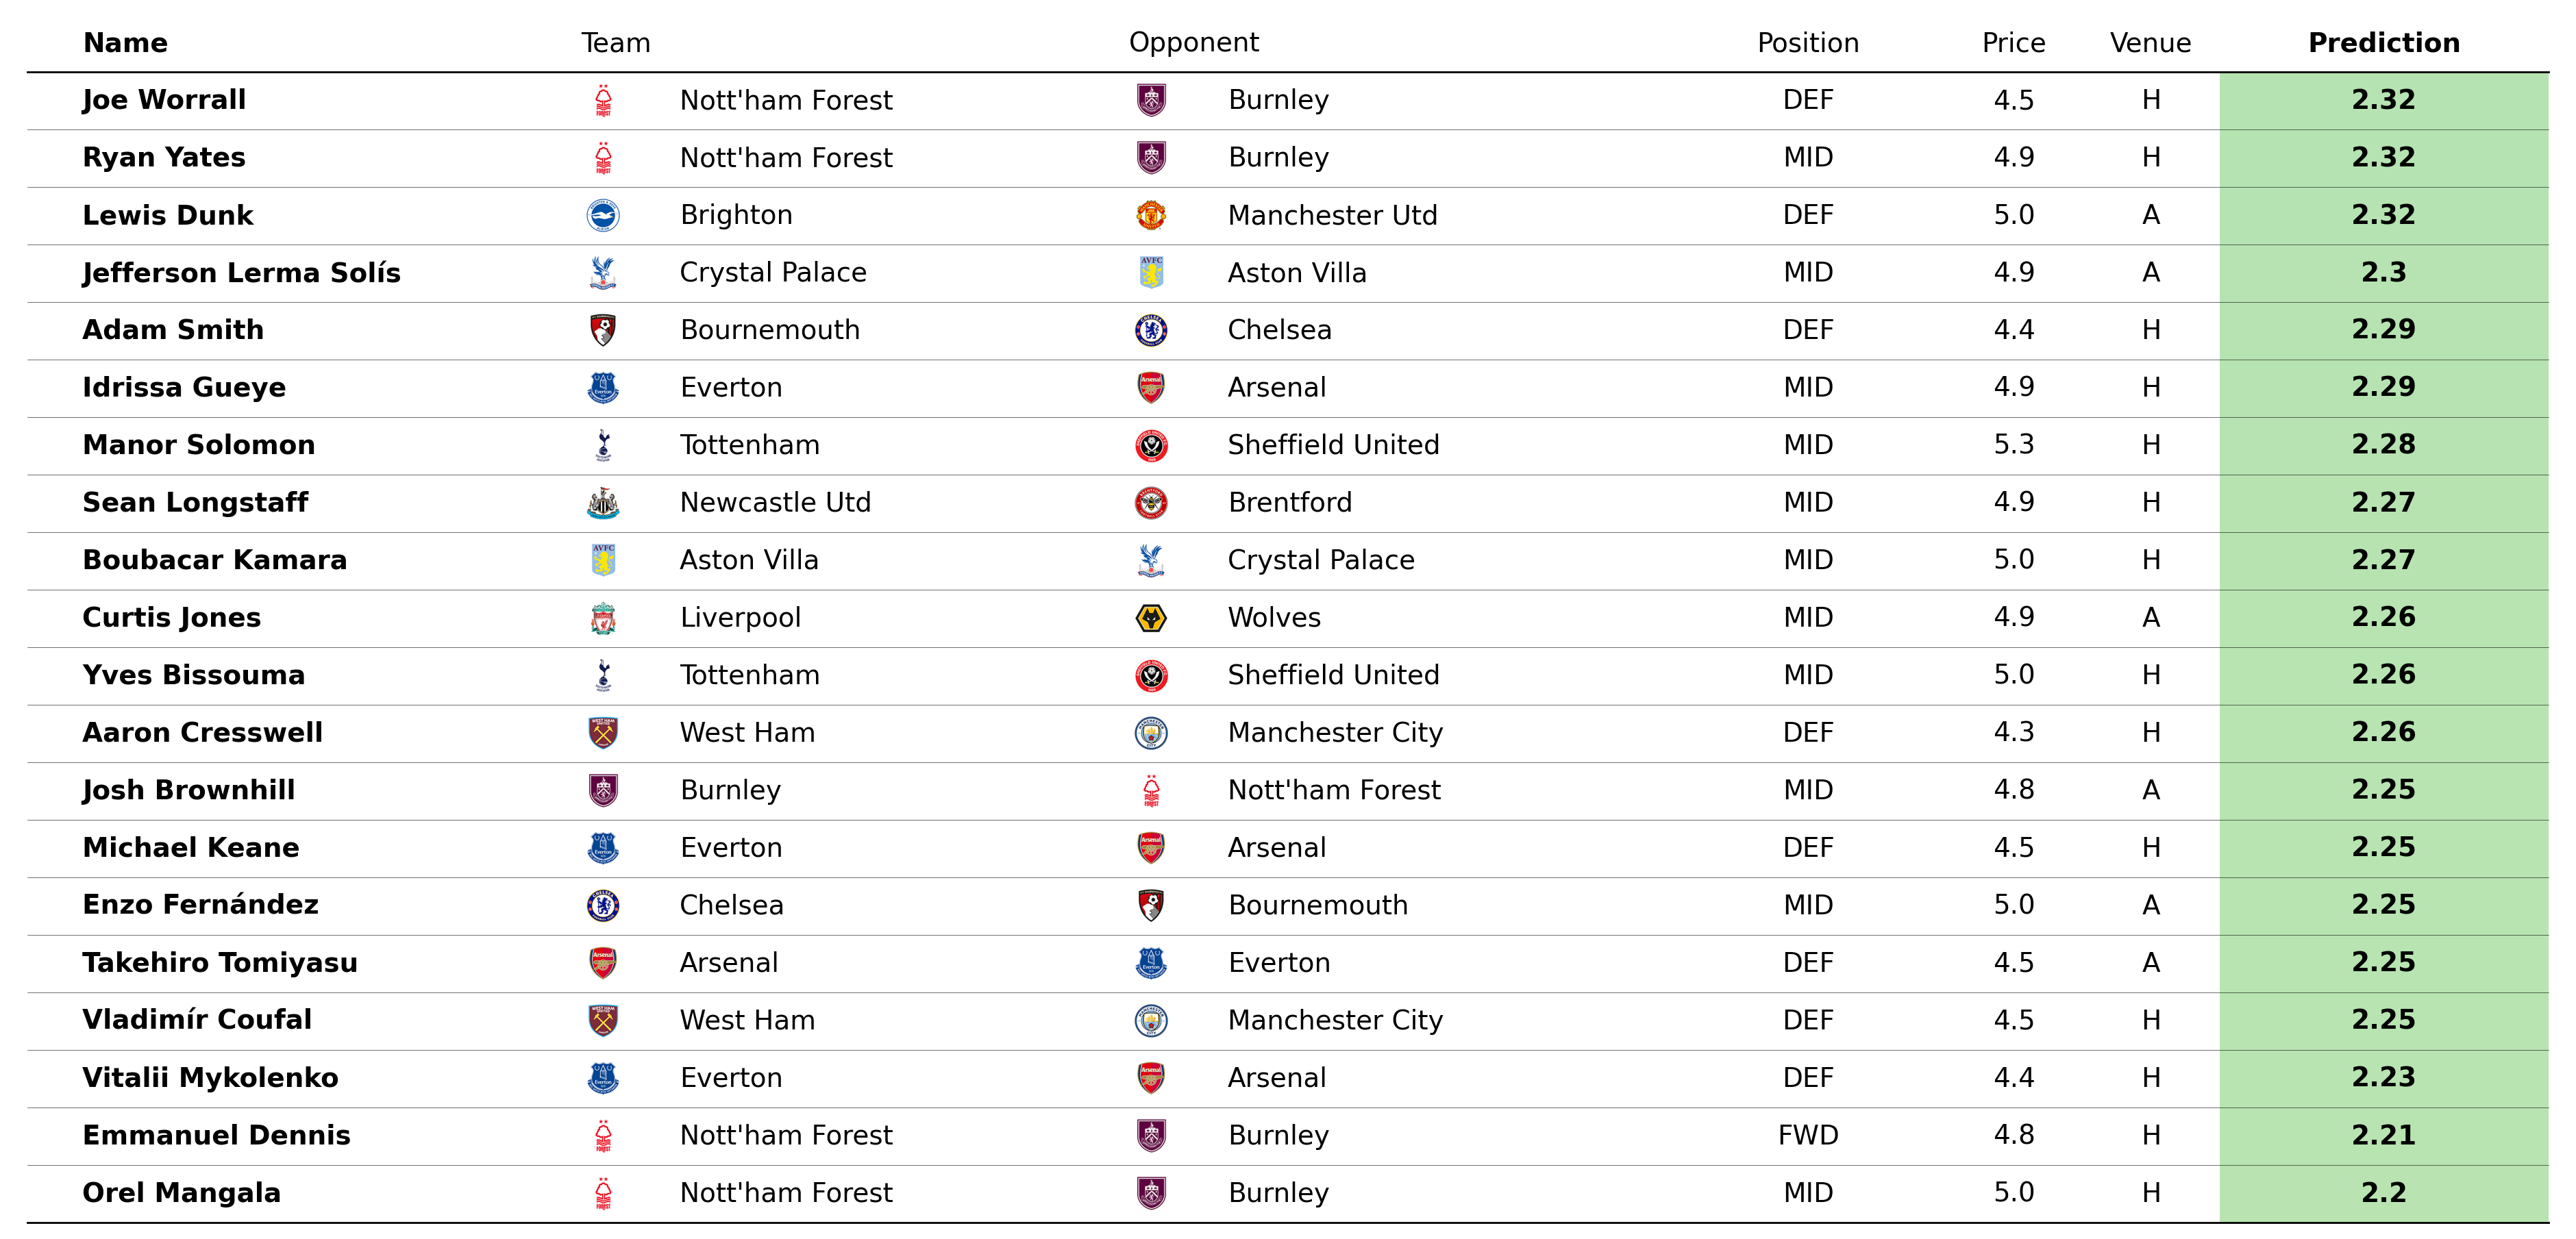 Name Team Opponent Position Price Venue Prediction
Joe Worrall Nott'ham Forest Burnley DEF 4.5 H 2.32
Ryan Yates Nott'ham Forest Burnley MID 4.9 H 2.32
Lewis Dunk Brighton Manchester Utd DEF 5.0 A 2.32
Jefferson Lerma Solís Crystal Palace Aston Villa MID 4.9 A 2.3
Adam Smith Bournemouth Chelsea DEF 4.4 H 2.29
Idrissa Gueye Everton Arsenal MID 4.9 H 2.29
Manor Solomon Tottenham Sheffield United MID 5.3 H 2.28
Sean Longstaff Newcastle Utd Brentford MID 4.9 H 2.27
Boubacar Kamara Aston Villa Crystal Palace MID 5.0 H 2.27
Curtis Jones Liverpool Wolves MID 4.9 A 2.26
Yves Bissouma Tottenham Sheffield United MID 5.0 H 2.26
Aaron Cresswell West Ham Manchester City DEF 4.3 H 2.26
Josh Brownhill Burnley Nott'ham Forest MID 4.8 A 2.25
Michael Keane Everton Arsenal DEF 4.5 H 2.25
Enzo Fernández Chelsea Bournemouth MID 5.0 A 2.25
Takehiro Tomiyasu Arsenal Everton DEF 4.5 A 2.25
Vladimír Coufal West Ham Manchester City DEF 4.5 H 2.25
Vitalii Mykolenko Everton Arsenal DEF 4.4 H 2.23
Emmanuel Dennis Nott'ham Forest Burnley FWD 4.8 H 2.21
Orel Mangala Nott'ham Forest Burnley MID 5.0 H 2.2